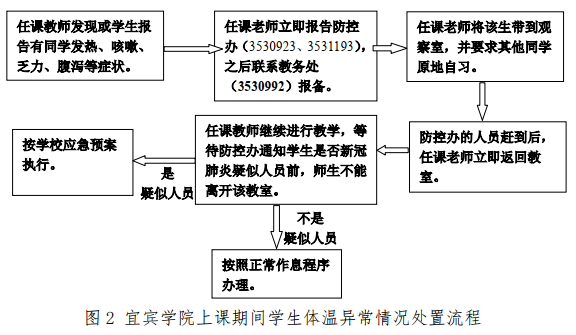 任课教师发现或学生报
告有同学发热、咳嗽、
乏力、腹泻等症状。
任课老师立即报告防控
办（3530923、3531193），
之后联系教务处
（3530992）报备。
任课老师将该生带到观
察室，并要求其他同学
原地自习。
防控办的人员赶到后，
任课老师立即返回教
室。
任课教师继续进行教学，等
待防控办通知学生是否新冠
肺炎疑似人员前，师生不能
离开该教室。
是
疑似人员
按学校应急预案
执行。
不是
疑似人员
按照正常作息程序
办理。
图 2 宜宾学院上课期间学生体温异常情况处置流程